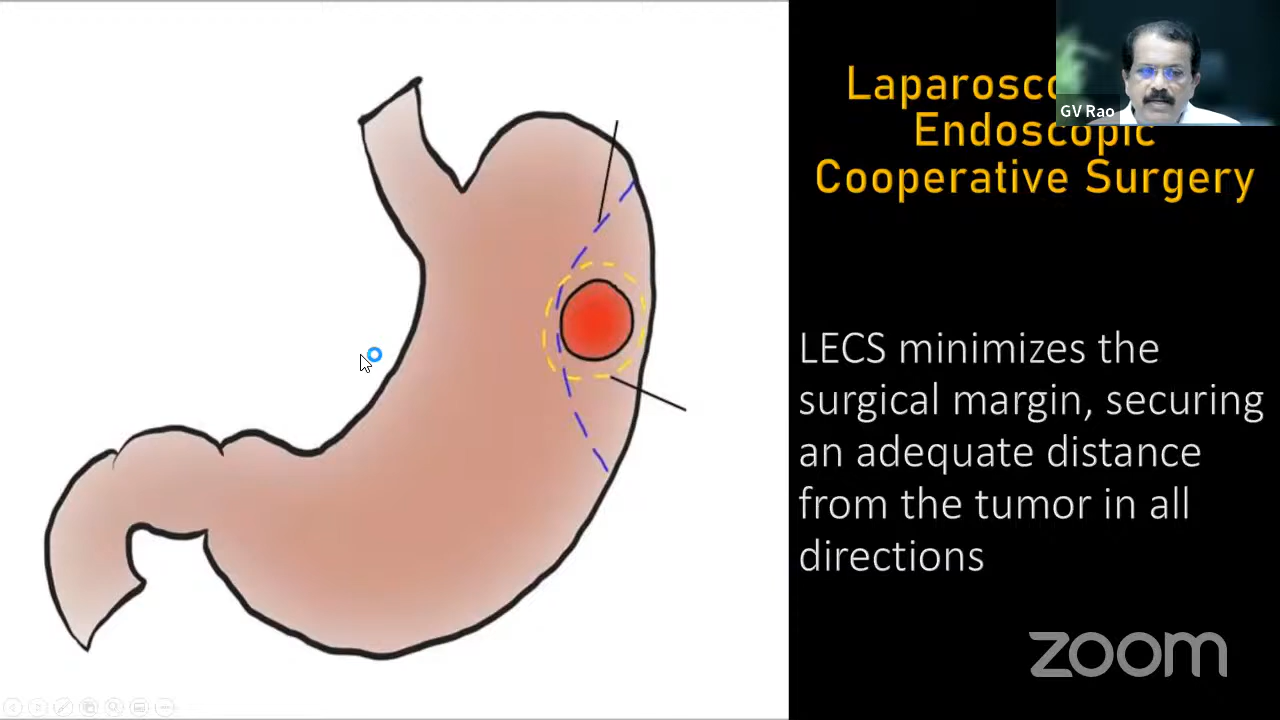 Laparosc
Endoscopic
Cooperative Surgery
GV Rao
LECS minimizes the
surgical margin, securing
an adequate distance
from the tumor in all
directions
zoom